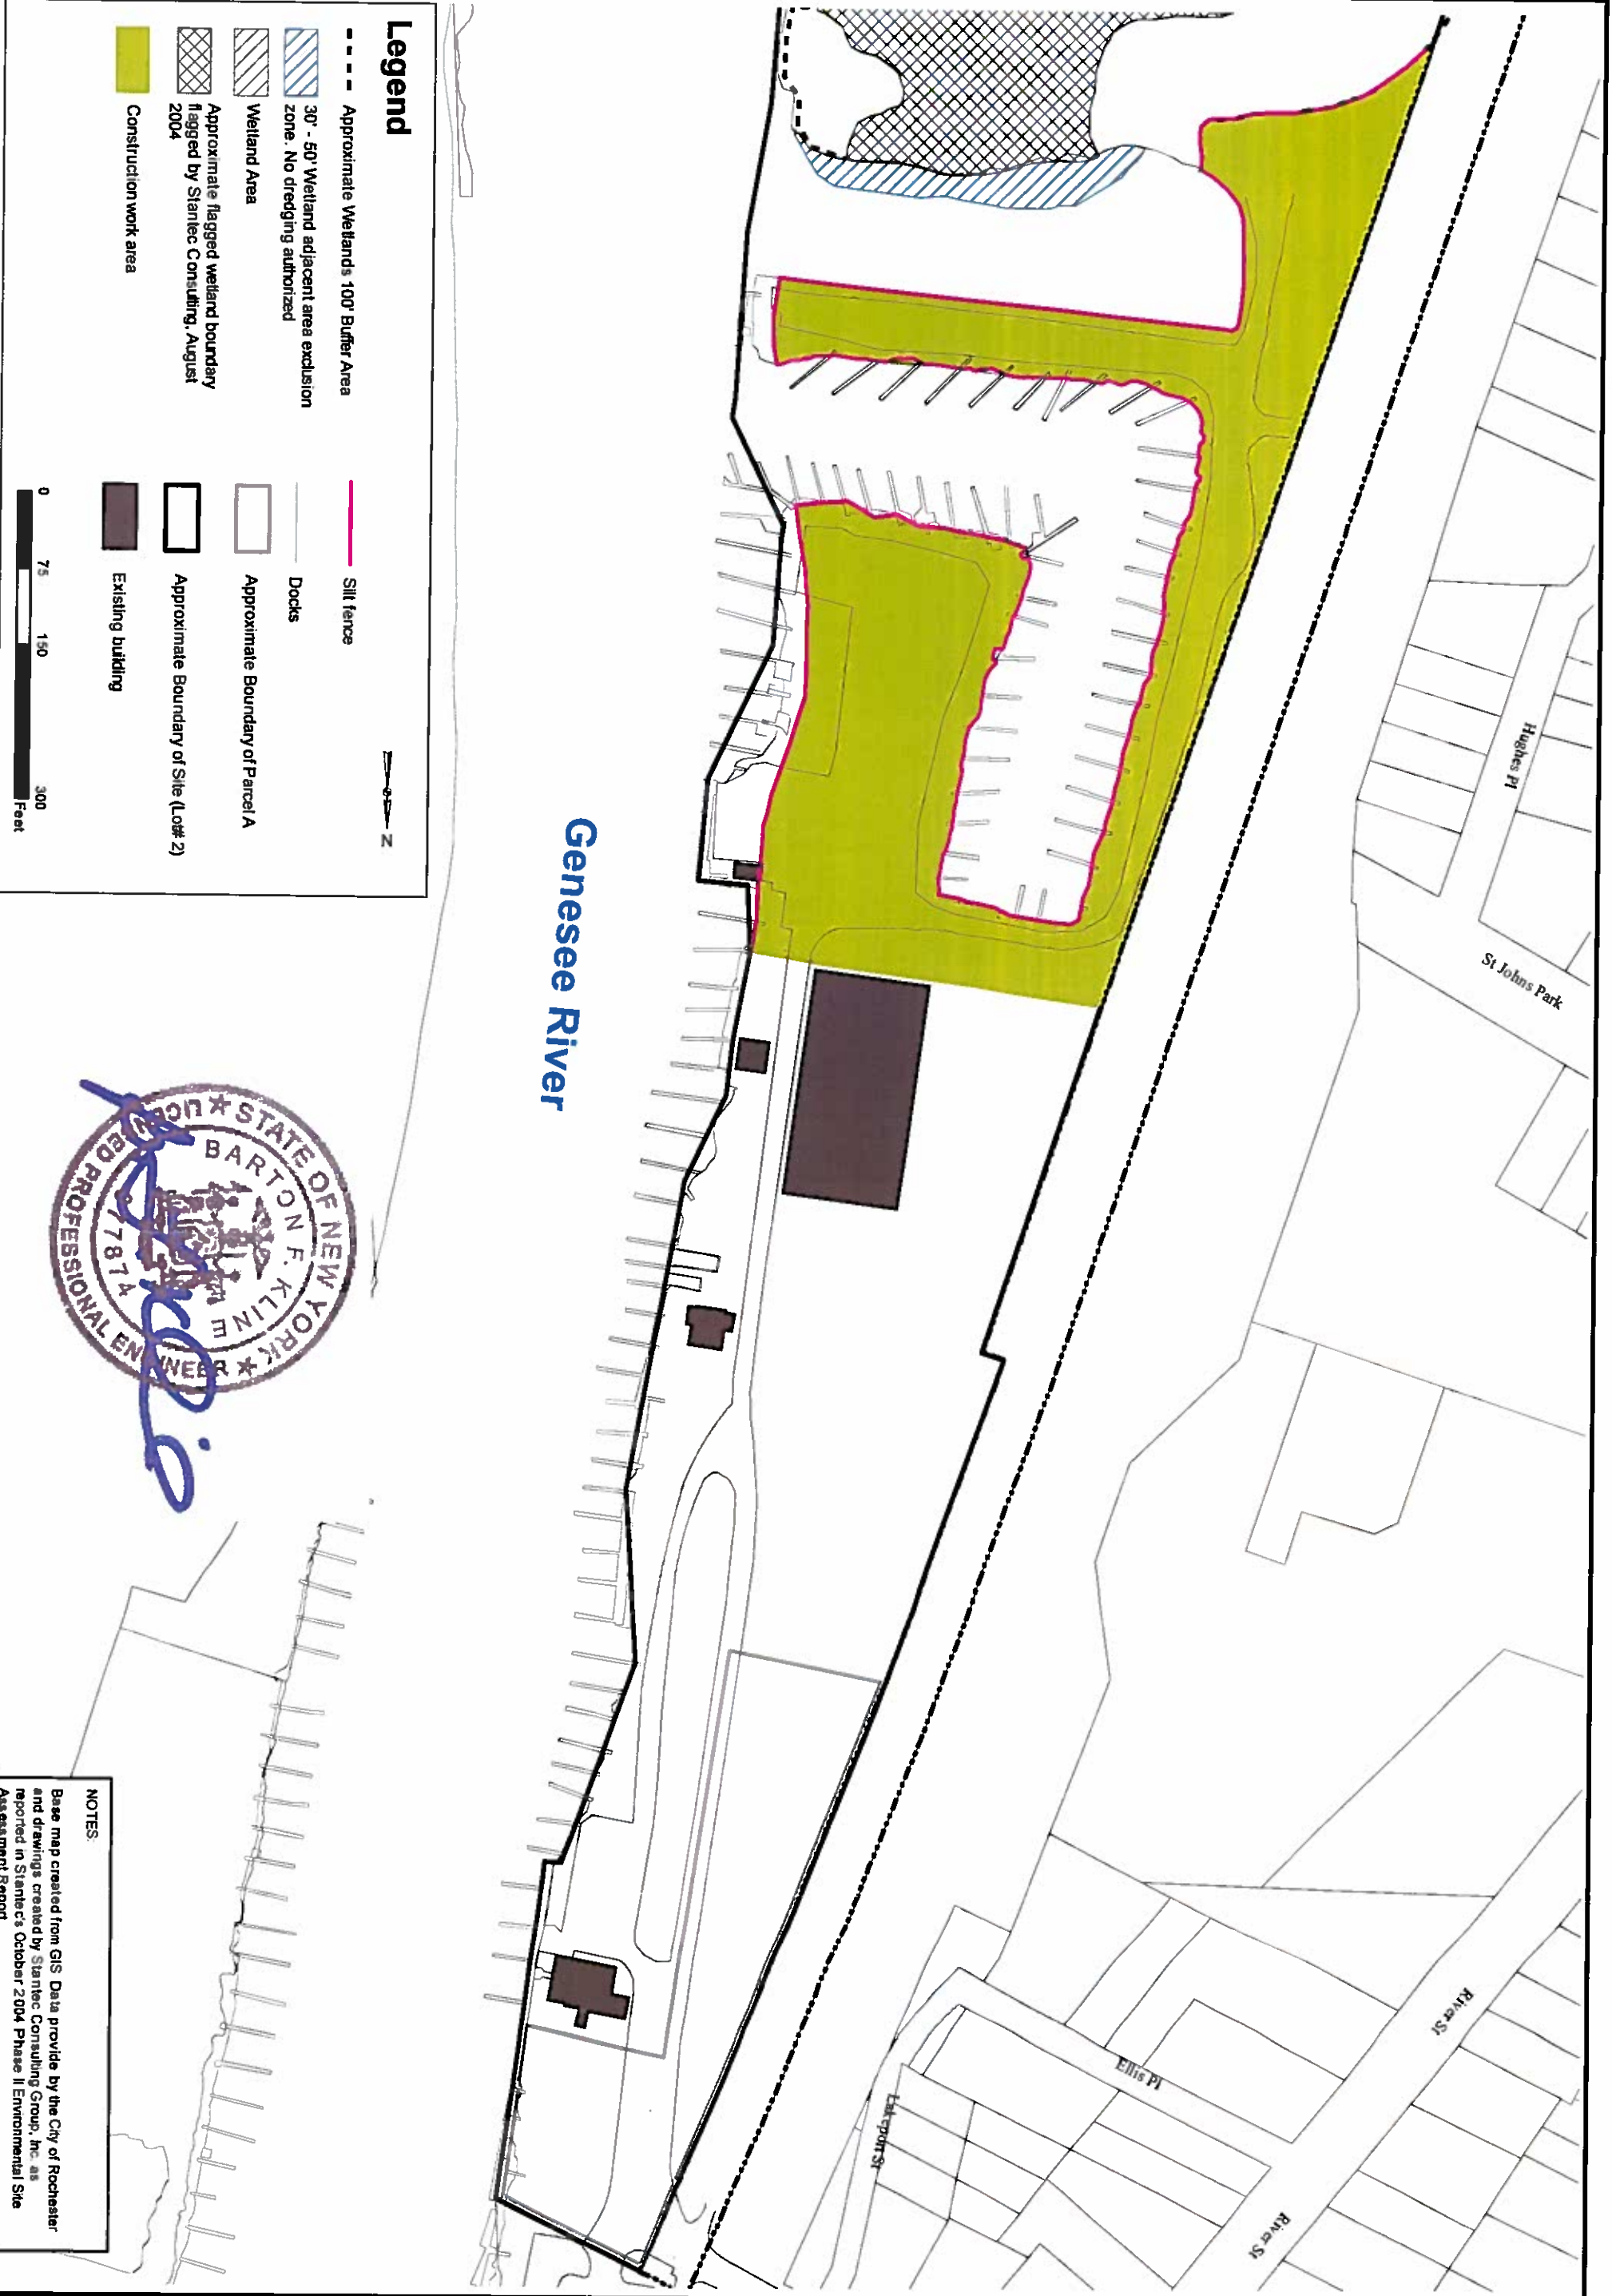 Legend
Approximate Wetlands 100' Buffer Area
30' - 50' Wetland adjacent area exclusion
zone. No dredging authorized
Wetland Area
Approximate flagged wetland boundary
flagged by Stantec Consulting, August
2004
Construction work area
Silt fence
Docks
Approximate Boundary of Parcel A
Approximate Boundary of Site (Lot# 2)
Existing building
N
0 75 150 300
Feet
Genesee River
Hughes Pl
St Johns Park
River St
Ellis Pl
Lakeport St
River St
STATE OF NEW YORK
BARTON F. KLINE
LICENSED PROFESSIONAL ENGINEER
NOTES:
Base map created from GIS Data provide by the City of Rochester
and drawings created by Stantec Consulting Group, Inc. as
reported in Stantec's October 2004 Phase II Environmental Site
Assessment Report